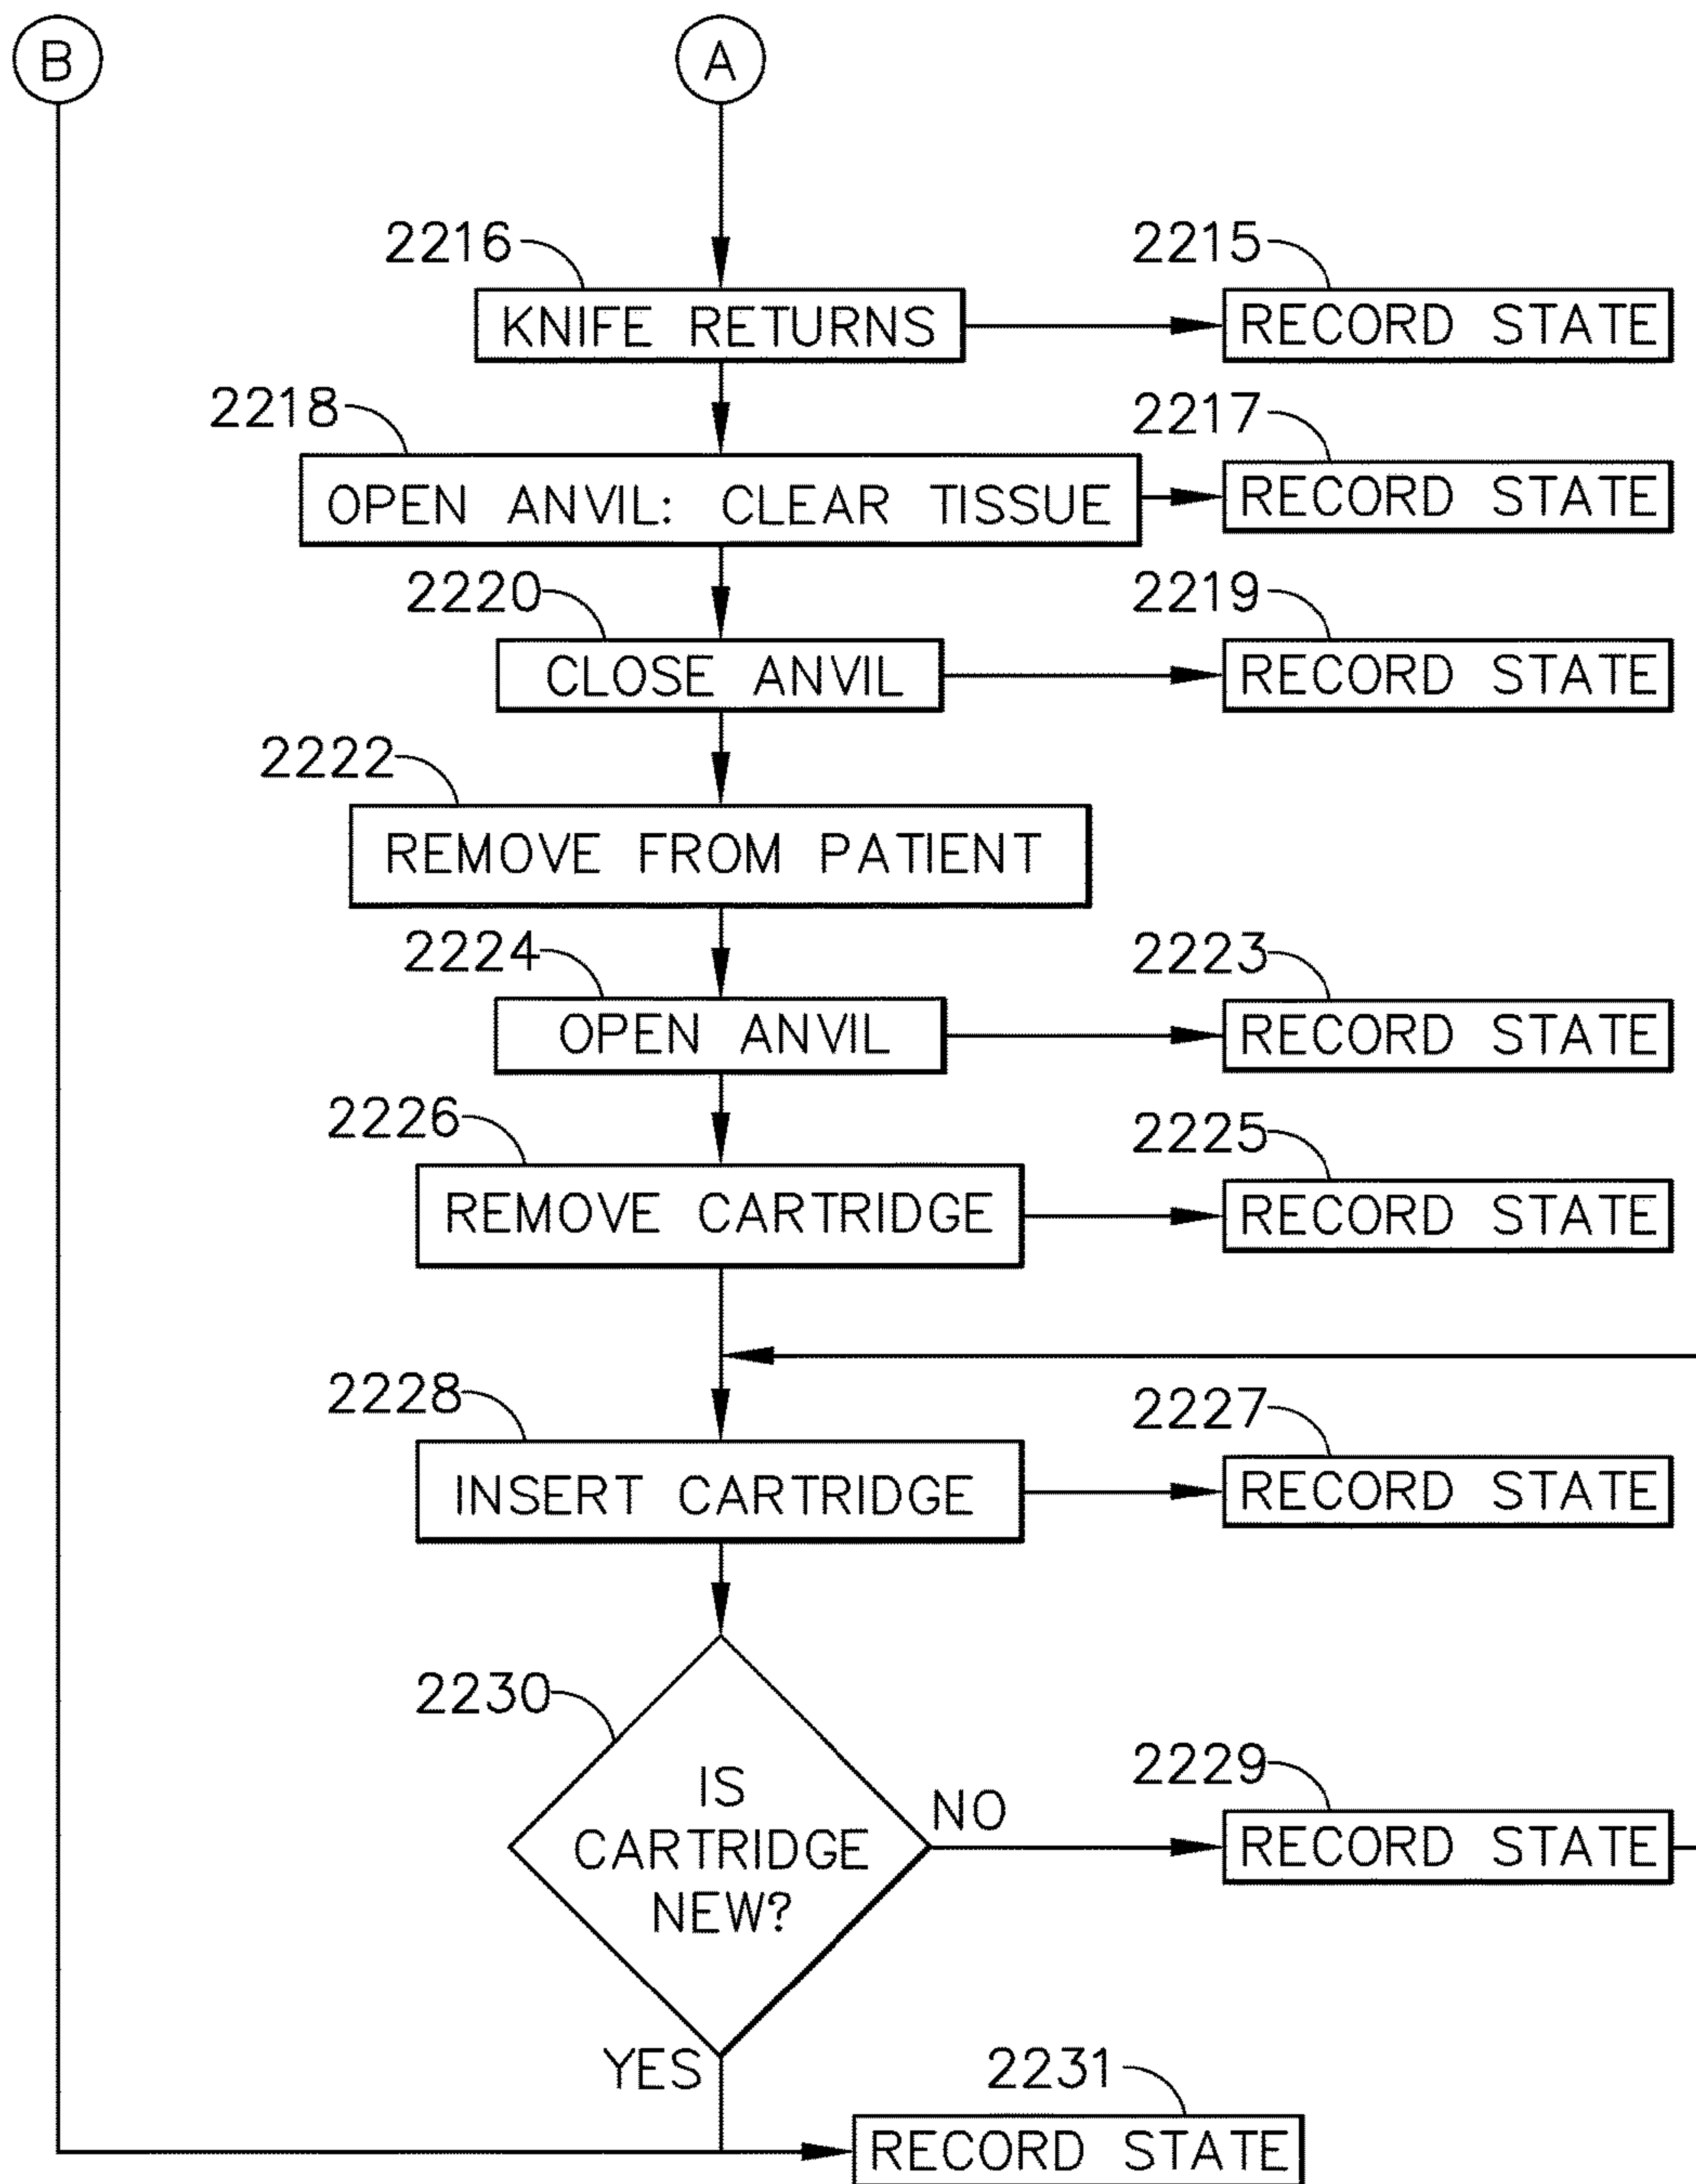 B
A
2216
2215
KNIFE RETURNS
RECORD STATE
2218
2217
OPEN ANVIL: CLEAR TISSUE
RECORD STATE
2220
2219
CLOSE ANVIL
RECORD STATE
2222
REMOVE FROM PATIENT
2224
2223
OPEN ANVIL
RECORD STATE
2226
2225
REMOVE CARTRIDGE
RECORD STATE
2228
2227
INSERT CARTRIDGE
RECORD STATE
2230
IS
CARTRIDGE
NEW?
NO
2229
RECORD STATE
YES
2231
RECORD STATE